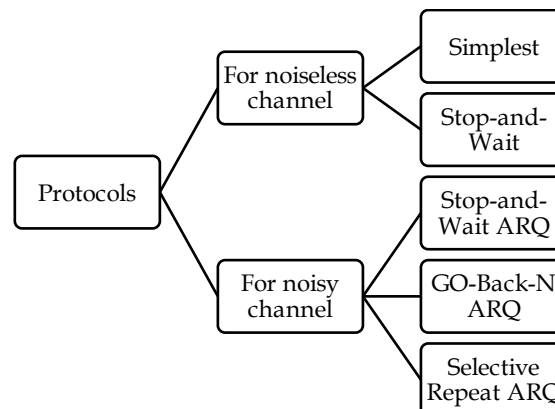 Protocols
For noiseless
channel
Simplest
Stop-and-
Wait
For noisy
channel
Stop-and-
Wait ARQ
GO-Back-N
ARQ
Selective
Repeat ARQ